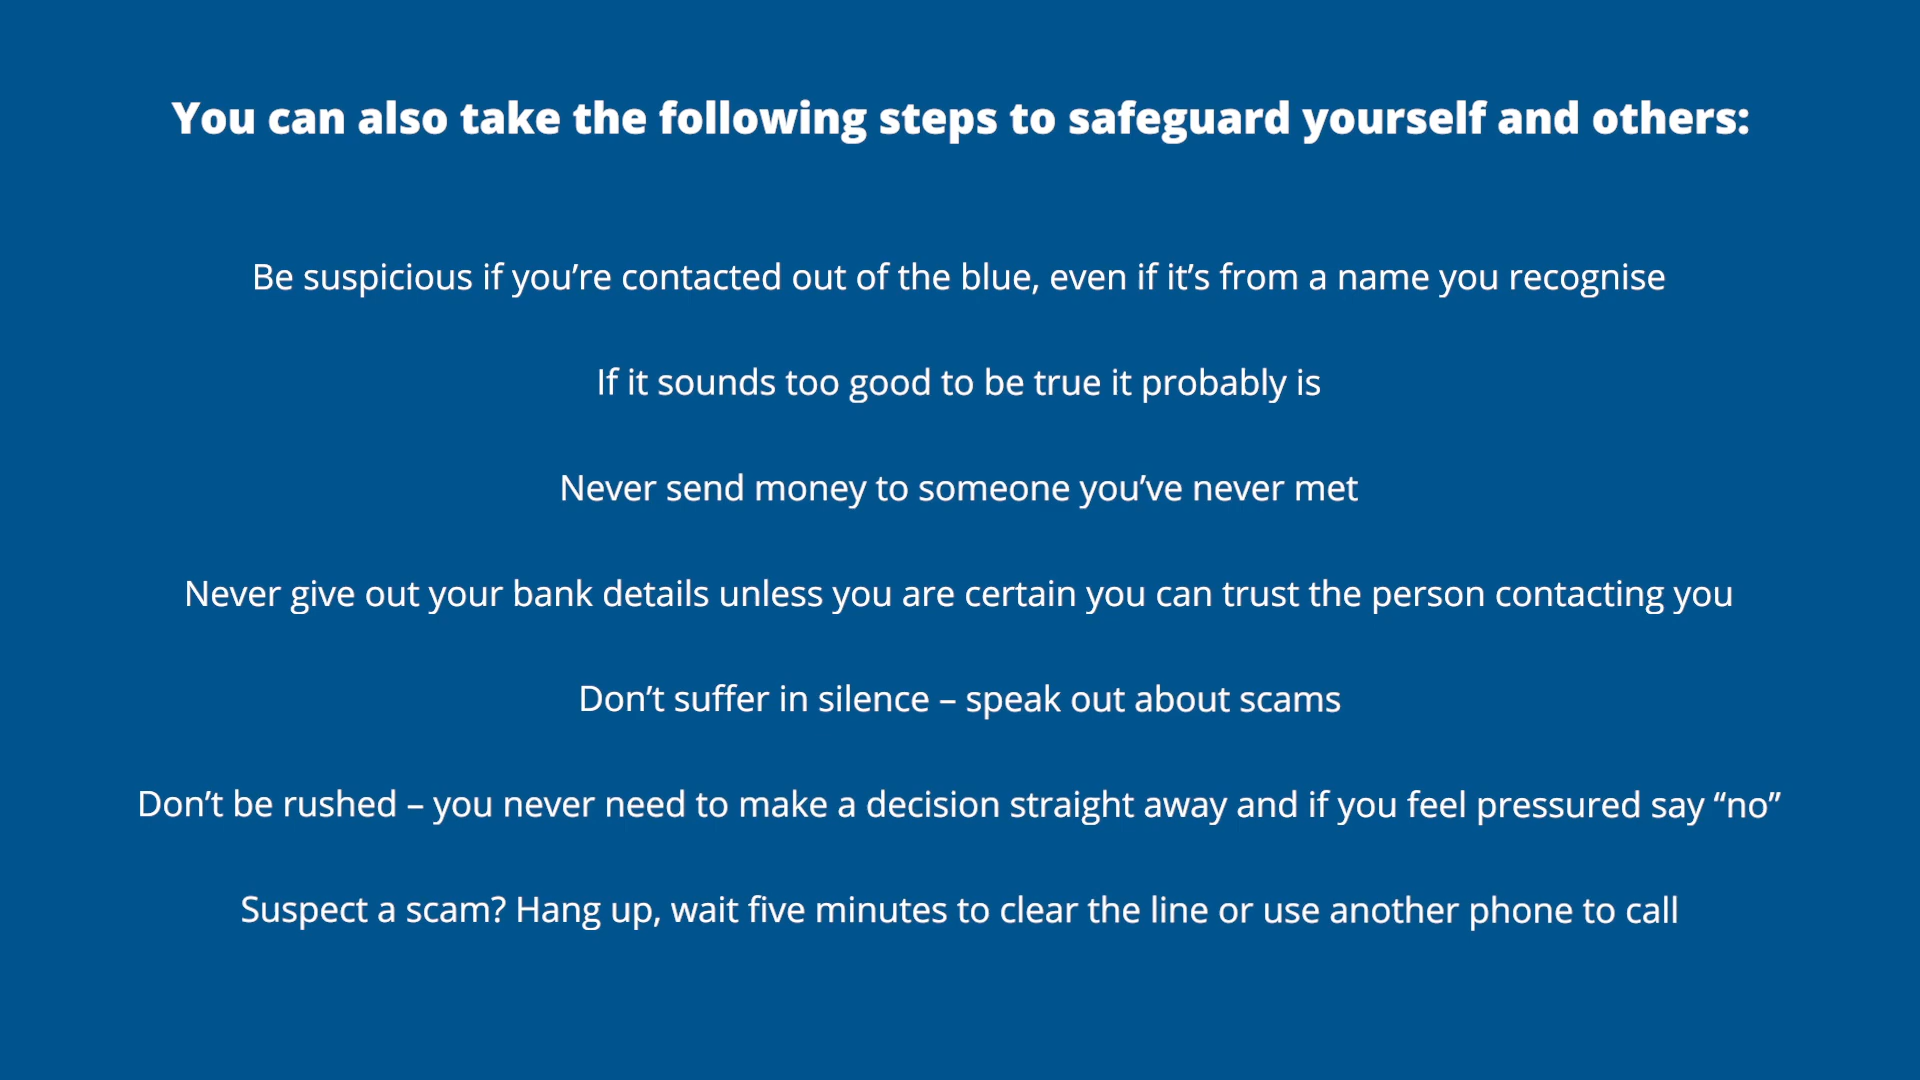 You can also take the following steps to safeguard yourself and others:
Be suspicious if you’re contacted out of the blue, even if it’s from a name you recognise
If it sounds too good to be true it probably is
Never send money to someone you’ve never met
Never give out your bank details unless you are certain you can trust the person contacting you
Don’t suffer in silence – speak out about scams
Don’t be rushed – you never need to make a decision straight away and if you feel pressured say “no”
Suspect a scam? Hang up, wait five minutes to clear the line or use another phone to call